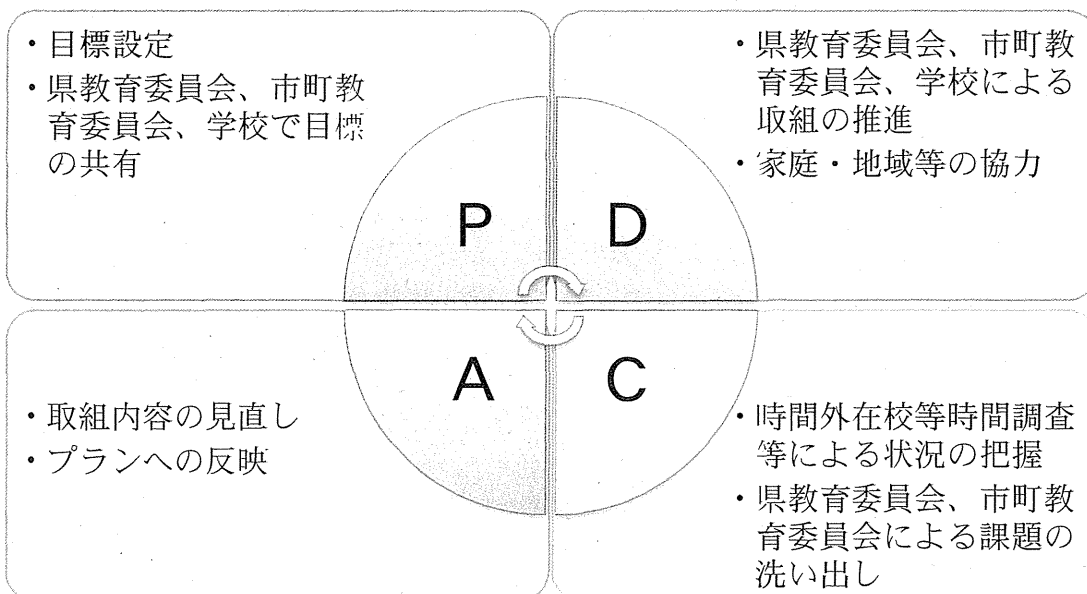 ・目標設定
・県教育委員会、市町教
育委員会、学校で目標
の共有
・県教育委員会、市町教
育委員会、学校による
取組の推進
・家庭・地域等の協力
P
D
A
C
・取組内容の見直し
・プランへの反映
・時間外在校等時間調査
等による状況の把握
・県教育委員会、市町教
育委員会による課題の
洗い出し